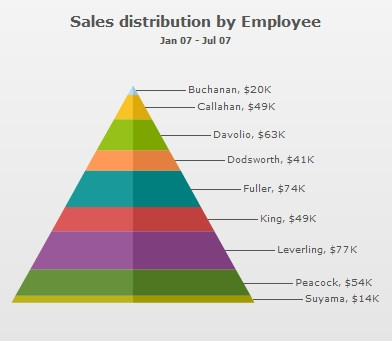 Sales distribution by Employee
Jan 07 - Jul 07
Buchanan, $20K
Callahan, $49K
Davolio, $63K
Dodsworth, $41K
Fuller, $74K
King, $49K
Leverling, $77K
Peacock, $54K
Suyama, $14K